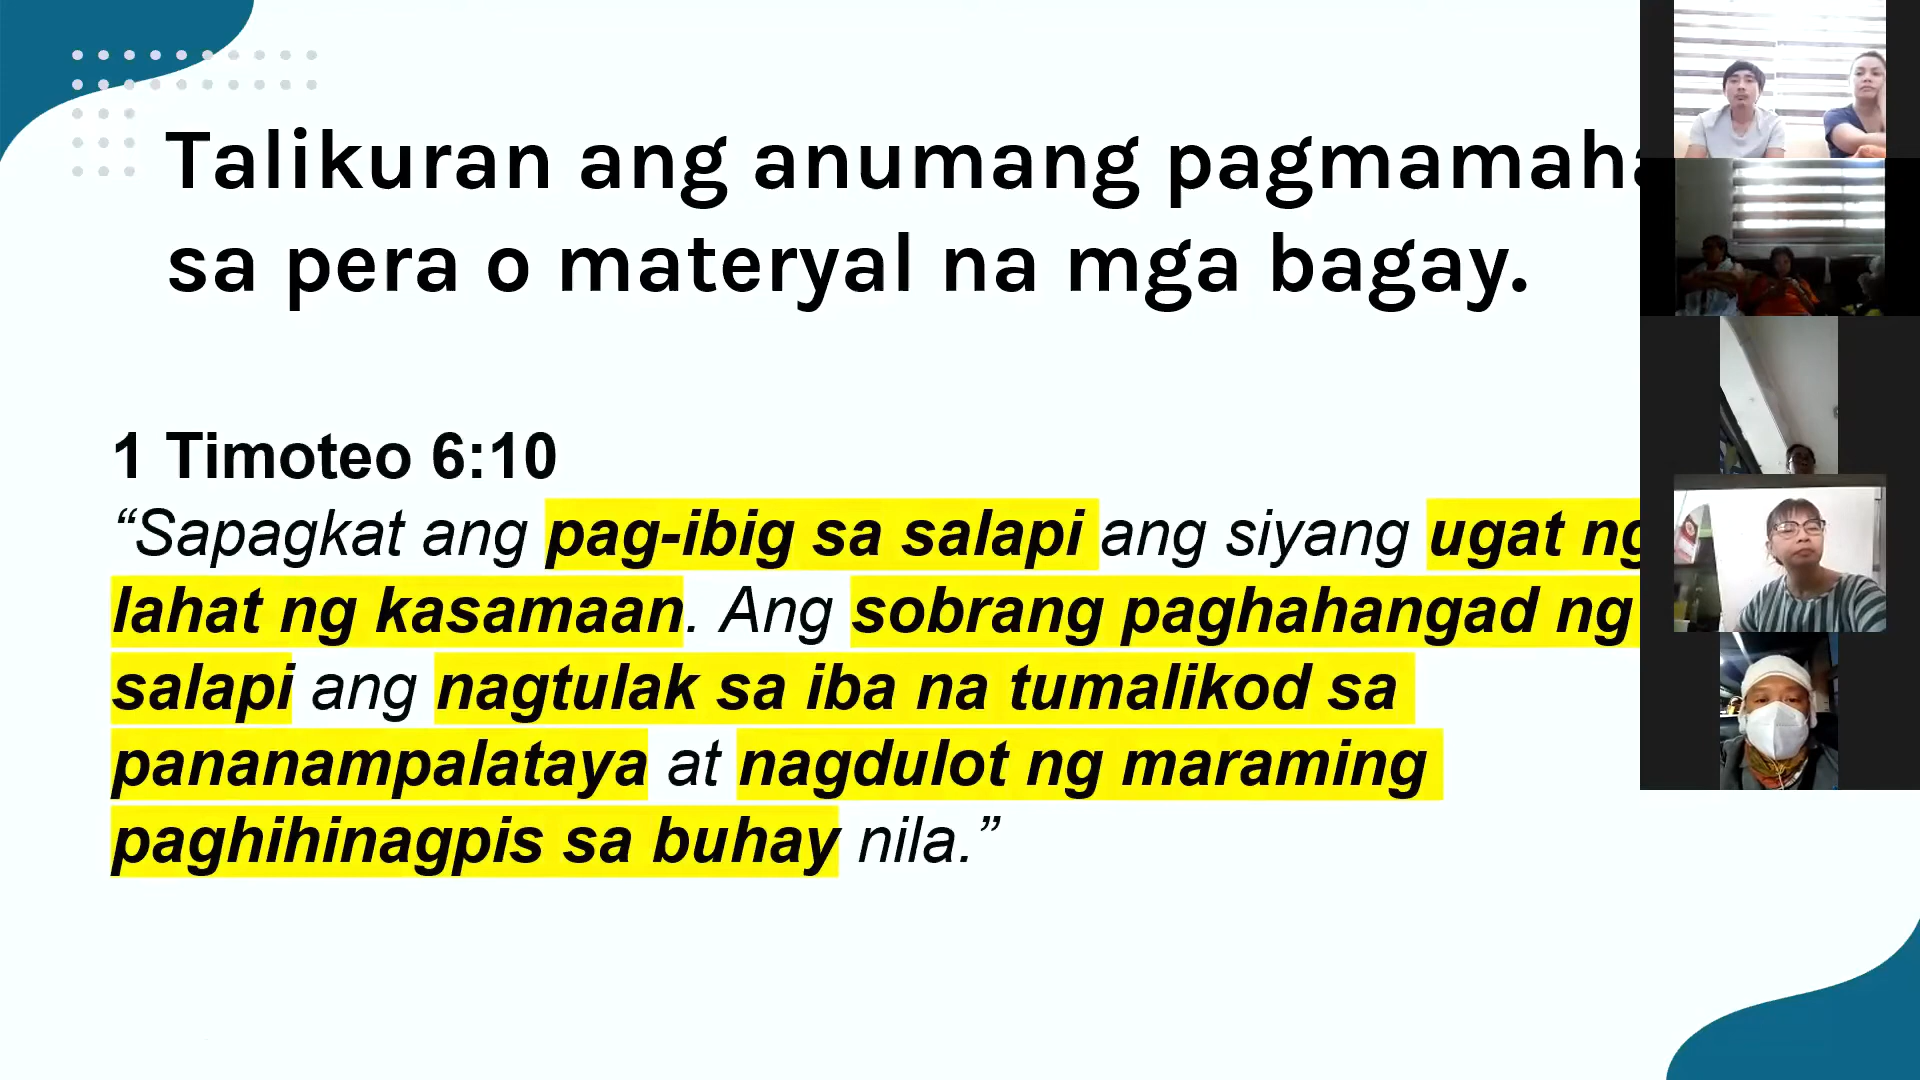 Talikuran ang anumang
sa pera o materyal na mga bagay.
1 Timoteo 6:10
“Sapagkat ang pag-ibig sa salapi ang siyang ugat ng
lahat ng kasamaan. Ang sobrang paghahangad ng
salapi ang nagtulak sa iba na tumalikod sa
pananampalataya at nagdulot ng maraming
paghihinagpis sa buhay nila.”